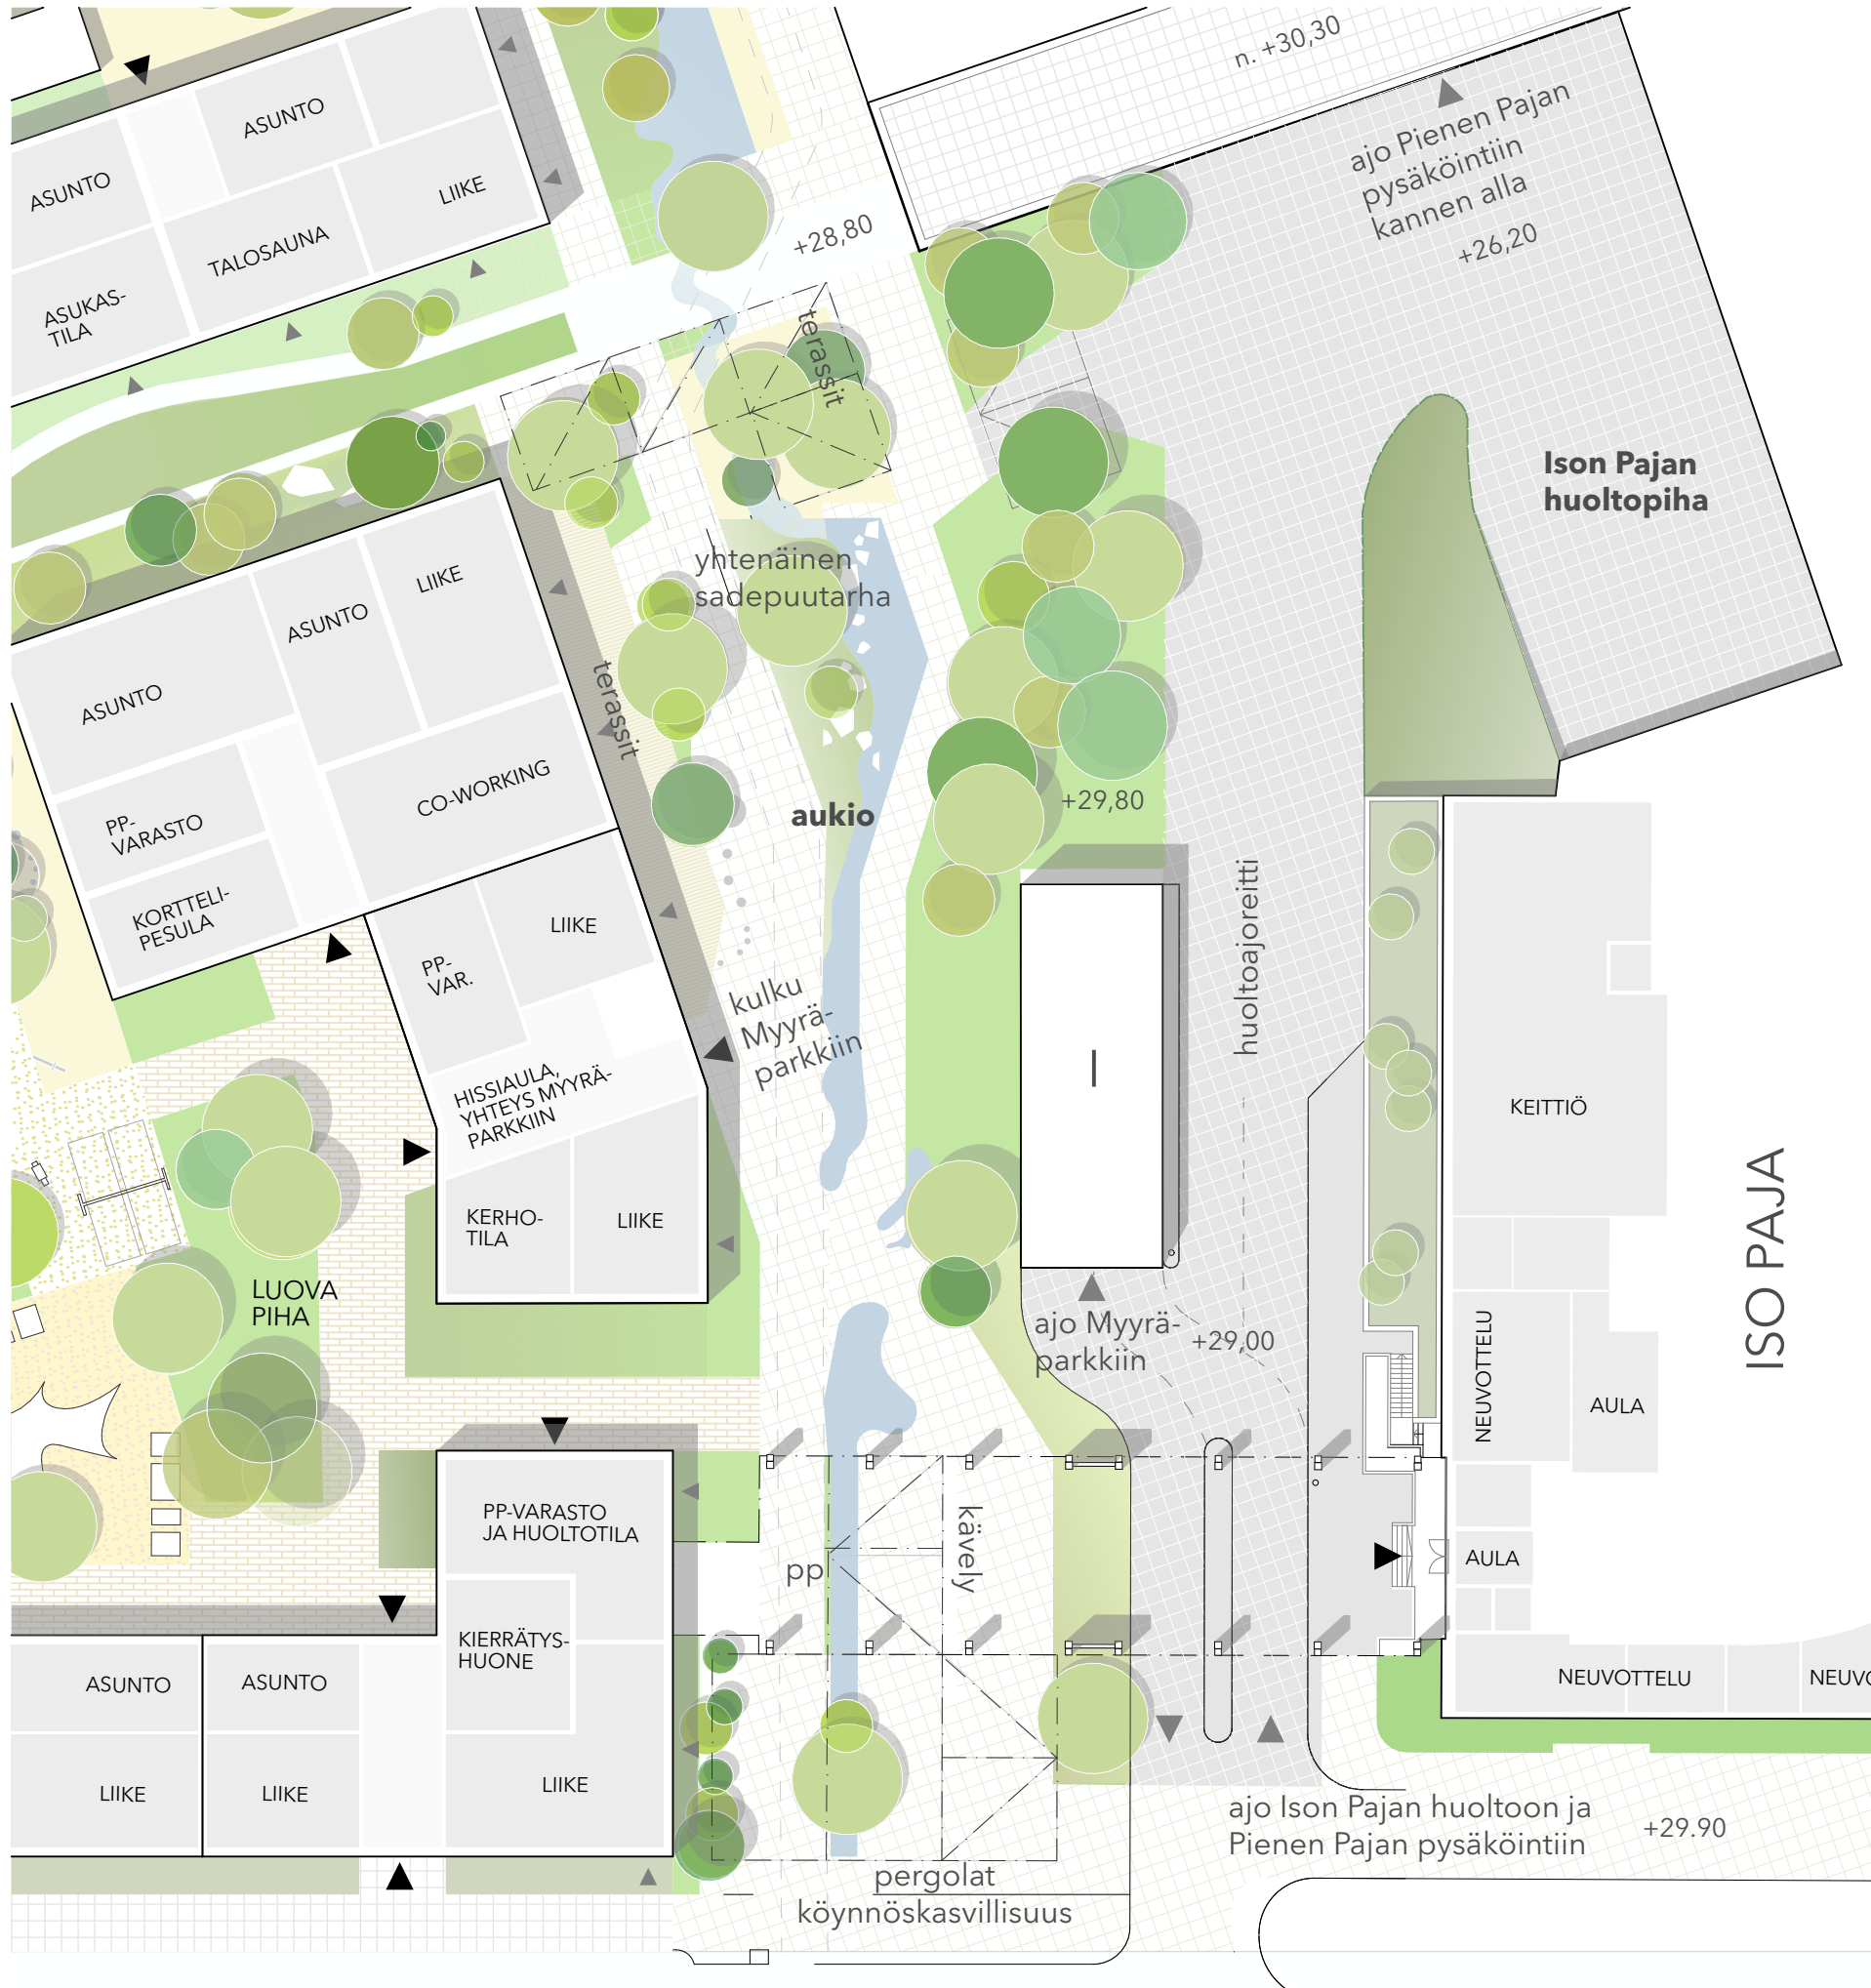 n. +30,30
ajo Pienen Pajan
pysäköintiin
kannen alla
+26,20
ASUNTO
ASUNTO
LIIKE
TALOSAUNA
ASUKAS-
TILA
+28,80
terassit
Ison Pajan
huoltopiha
yhtenäinen
sadepuutarha
LIIKE
ASUNTO
ASUNTO
terassit
CO-WORKING
PP-
VARASTO
KORTTELI-
PESULA
aukio
+29,80
huoltoajoreitti
LIIKE
PP-
VAR.
kulku
Myyrä-
parkkiin
HISSIAULA,
YHTEYS MYYRÄ-
PARKKIIN
I
KEITTIÖ
ISO PAJA
KERHO-
TILA
LIIKE
LUOVA
PIHA
ajo Myyrä-
parkkiin
+29,00
NEUVOTTELU
AULA
PP-VARASTO
JA HUOLTOTILA
pp
kävely
AULA
KIERRÄTYS-
HUONE
ASUNTO
ASUNTO
NEUVOTTELU
NEUVO
LIIKE
LIIKE
LIIKE
ajo Ison Pajan huoltoon ja
Pienen Pajan pysäköintiin
+29.90
pergolat
köynnöskasvillisuus